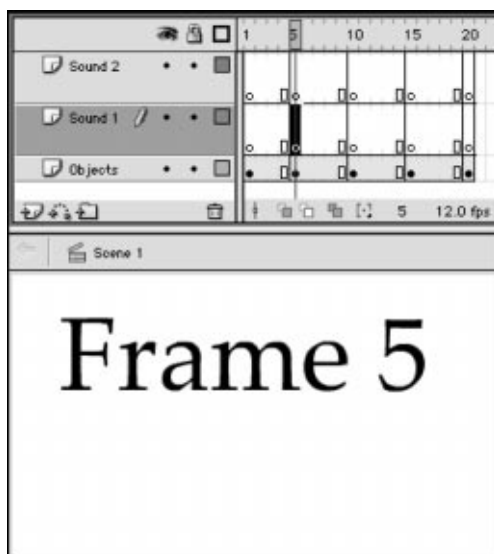 1 5 10 15 20
Sound 2
Sound 1
Objects
5 12.0 fps
Scene 1
Frame 5